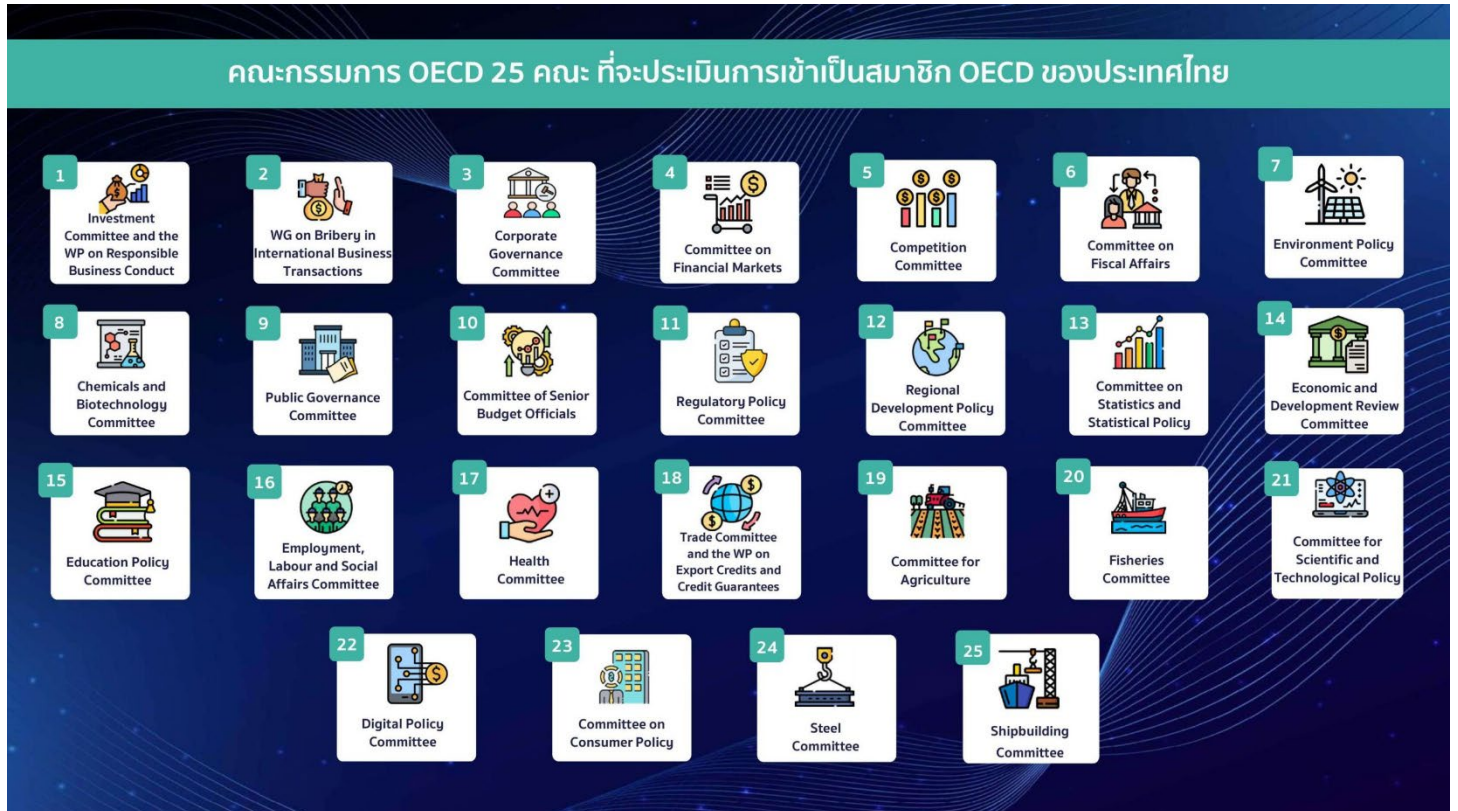 คณะกรรมการ OECD 25 คณะ ที่จะประเมินการเข้าเป็นสมาชิก OECD ของประเทศไทย
1
Investment
Committee and the
WP on Responsible
Business Conduct
2
WG on Bribery in
International Business
Transactions
3
Corporate
Governance
Committee
4
Committee on
Financial Markets
5
Competition
Committee
6
Committee on
Fiscal Affairs
7
Environment Policy
Committee
8
Chemicals and
Biotechnology
Committee
9
Public Governance
Committee
10
Committee of Senior
Budget Officials
11
Regulatory Policy
Committee
12
Regional
Development Policy
Committee
13
Committee on
Statistics and
Statistical Policy
14
Economic and
Development Review
Committee
15
Education Policy
Committee
16
Employment,
Labour and Social
Affairs Committee
17
Health
Committee
18
Trade Committee
and the WP on
Export Credits and
Credit Guarantees
19
Committee for
Agriculture
20
Fisheries
Committee
21
Committee for
Scientific and
Technological Policy
22
Digital Policy
Committee
23
Committee on
Consumer Policy
24
Steel
Committee
25
Shipbuilding
Committee